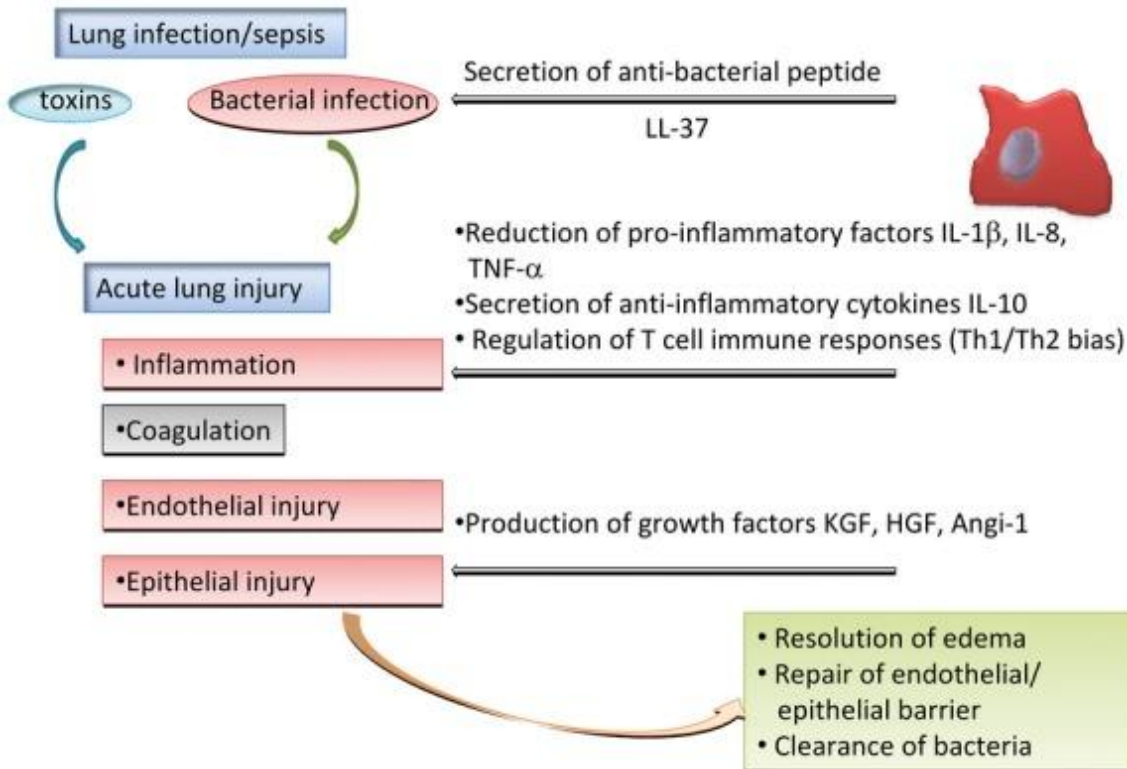 Lung infection/sepsis
toxins
Bacterial infection
Secretion of anti-bacterial peptide
LL-37
•Reduction of pro-inflammatory factors IL-1β, IL-8,
TNF-α
•Secretion of anti-inflammatory cytokines IL-10
• Regulation of T cell immune responses (Th1/Th2 bias)
Acute lung injury
• Inflammation
•Coagulation
•Endothelial injury
•Production of growth factors KGF, HGF, Angi-1
•Epithelial injury
• Resolution of edema
• Repair of endothelial/
epithelial barrier
• Clearance of bacteria